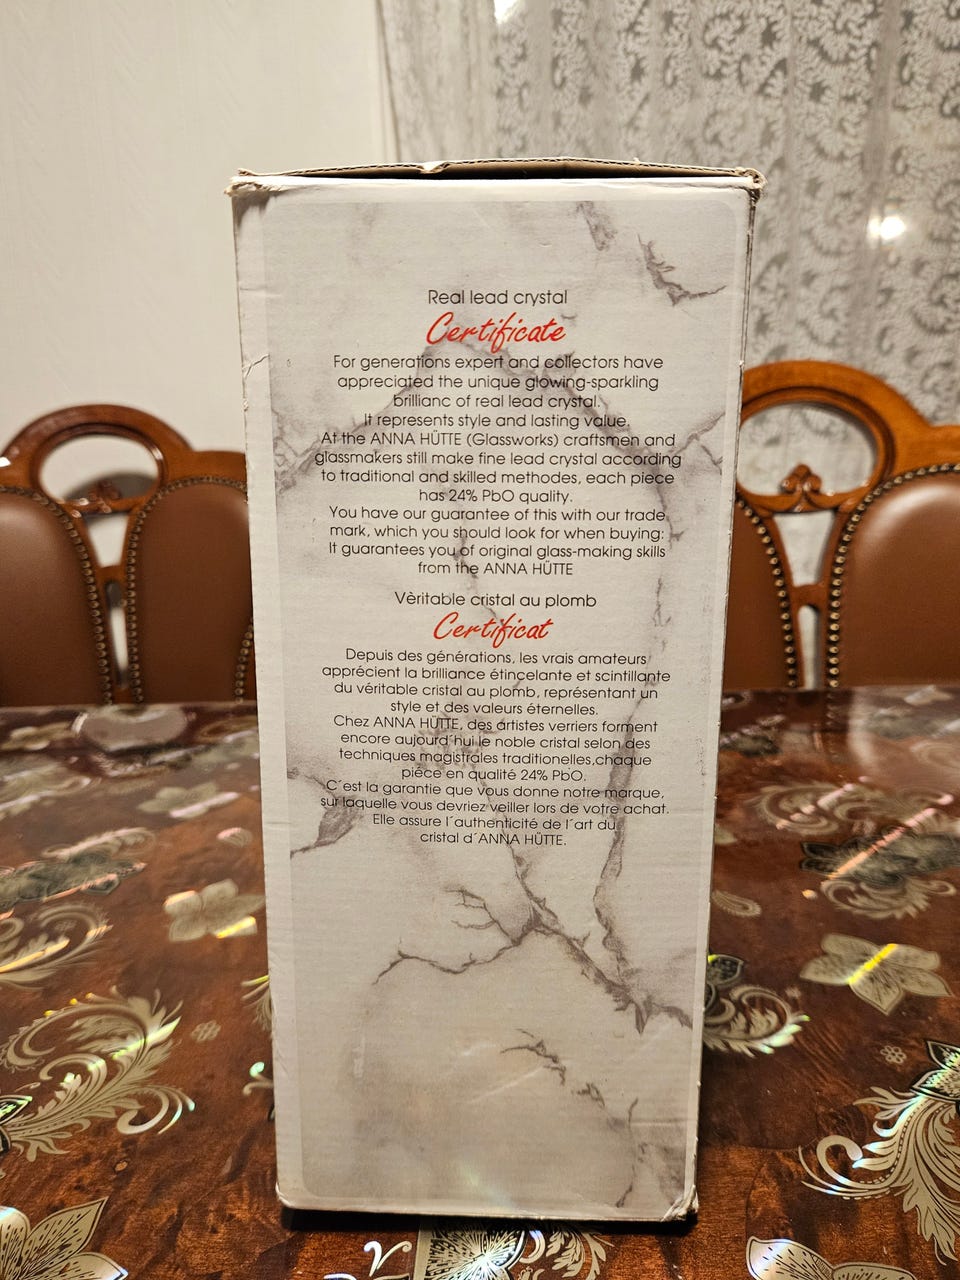 Real lead crystal
Certificate
For generations expert and collectors have
appreciated the unique glowing-sparkling
brillianc of real lead crystal.
It represents style and lasting value.
At the ANNA HÜTTE (Glassworks) craftsmen and
glassmakers still make fine lead crystal according
to traditional and skilled methodes, each piece
has 24% PbO quality.
You have our guarantee of this with our trade
mark, which you should look for when buying:
It guarantees you of original glass-making skills
from the ANNA HÜTTE
Vèritable cristal au plomb
Certificat
Depuis des générations, les vrais amateurs
apprécient la brilliance étincelante et scintillante
du véritable cristal au plomb, représentant un
style et des valeurs éternelles.
Chez ANNA HÜTTE, des artistes verriers forment
encore aujourd´hui le noble cristal selon des
techniques magistrales traditionelles,chaque
piéce en qualité 24% PbO.
C´est la garantie que vous donne notre marque,
sur laquelle vous devriez veiller lors de votre achat.
Elle assure l´authenticité de l´art du
cristal d´ANNA HÜTTE.